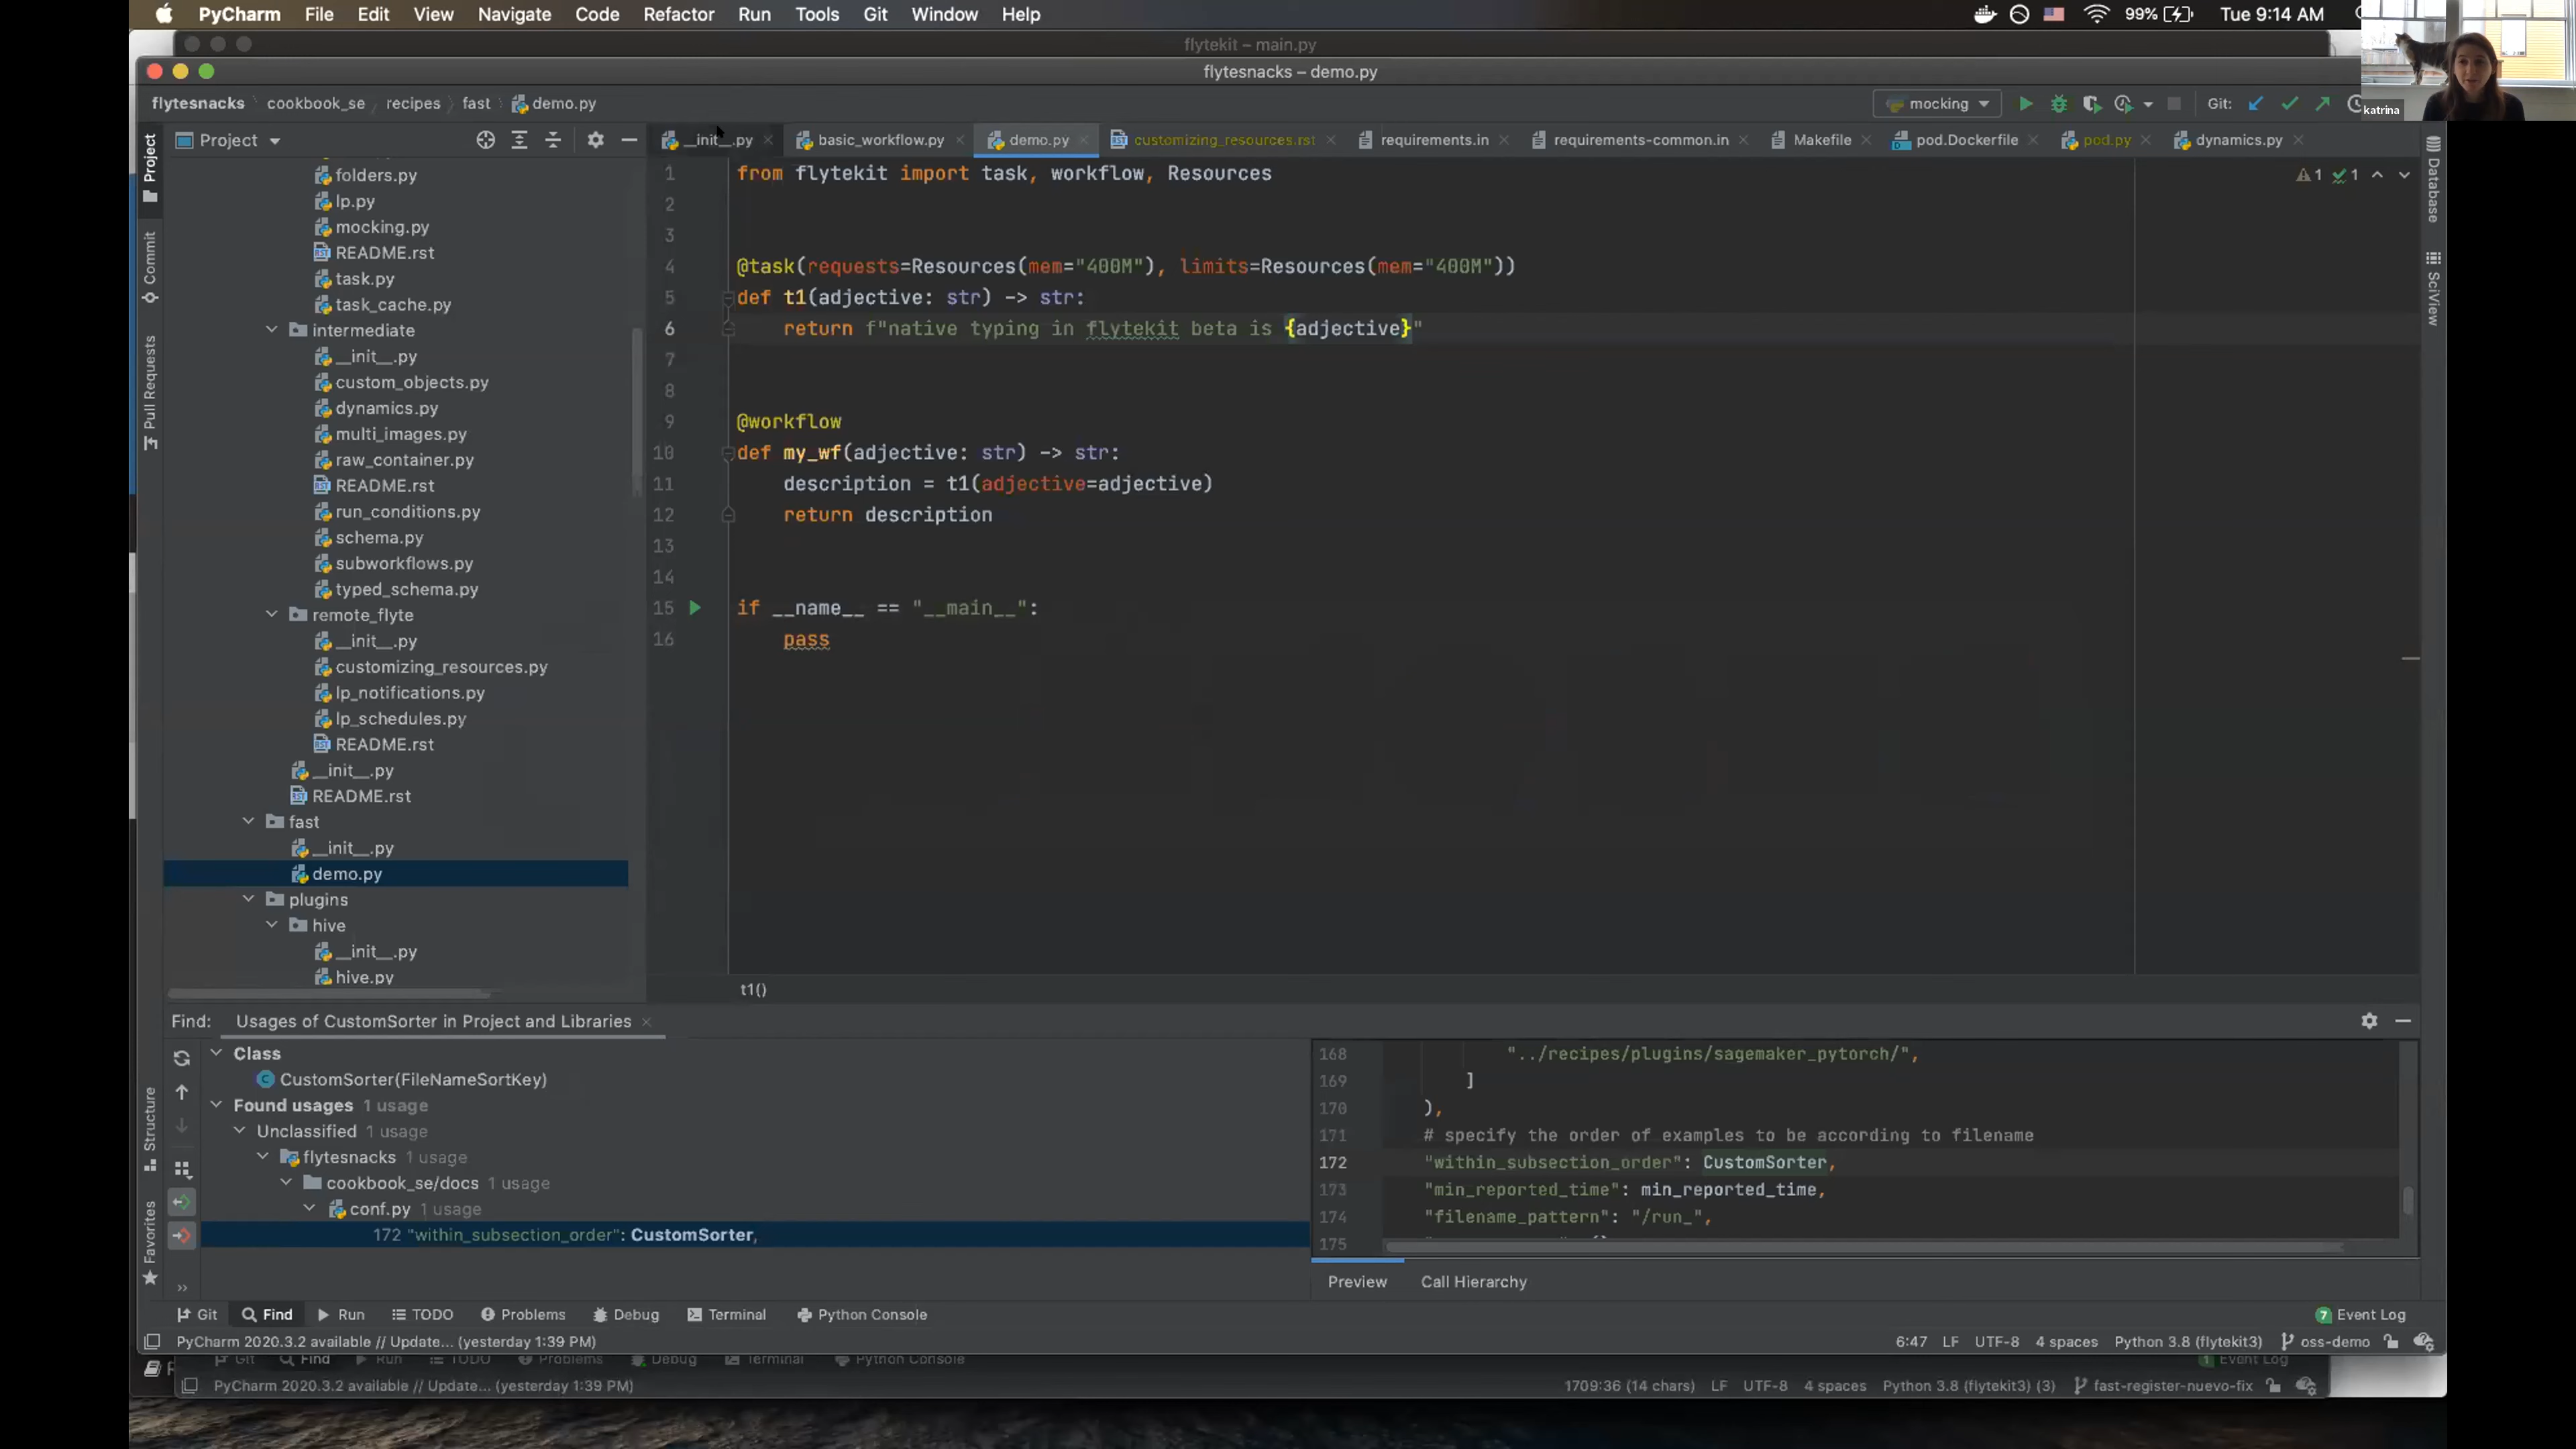 PyCharm File Edit View Navigate Code Refactor Run Tools Git Window Help
99% Tue 9:14 AM
flytekit – main.py
flytesnacks – demo.py
katrina
flytesnacks cookbook_se recipes fast demo.py
mocking Git:
Project
__init__.py basic_workflow.py demo.py customizing_resources.rst requirements.in requirements-common.in Makefile pod.Dockerfile pod.py dynamics.py
Project
Commit
Pull Requests
Structure
Favorites
Database
SciView
folders.py
lp.py
mocking.py
README.rst
task.py
task_cache.py
intermediate
__init__.py
custom_objects.py
dynamics.py
multi_images.py
raw_container.py
README.rst
run_conditions.py
schema.py
subworkflows.py
typed_schema.py
remote_flyte
__init__.py
customizing_resources.py
lp_notifications.py
lp_schedules.py
README.rst
__init__.py
README.rst
fast
__init__.py
demo.py
plugins
hive
__init__.py
hive.py
1 1
1 from flytekit import task, workflow, Resources
2
3
4 @task(requests=Resources(mem="400M"), limits=Resources(mem="400M"))
5 def t1(adjective: str) -> str:
6 return f"native typing in flytekit beta is {adjective}"
7
8
9 @workflow
10 def my_wf(adjective: str) -> str:
11 description = t1(adjective=adjective)
12 return description
13
14
15 if __name__ == "__main__":
16 pass
t1()
Find: Usages of CustomSorter in Project and Libraries
Class
CustomSorter(FileNameSortKey)
Found usages 1 usage
Unclassified 1 usage
flytesnacks 1 usage
cookbook_se/docs 1 usage
conf.py 1 usage
172 "within_subsection_order": CustomSorter,
168 "../recipes/plugins/sagemaker_pytorch/",
169 ]
170 ),
171 # specify the order of examples to be according to filename
172 "within_subsection_order": CustomSorter,
173 "min_reported_time": min_reported_time,
174 "filename_pattern": "/run_",
175
Preview Call Hierarchy
Git Find Run TODO Problems Debug Terminal Python Console 7 Event Log
PyCharm 2020.3.2 available // Update... (yesterday 1:39 PM) 6:47 LF UTF-8 4 spaces Python 3.8 (flytekit3) oss-demo
Git Find Run TODO Problems Debug Terminal Python Console 1 Event Log
PyCharm 2020.3.2 available // Update... (yesterday 1:39 PM) 1709:36 (14 chars) LF UTF-8 4 spaces Python 3.8 (flytekit3) (3) fast-register-nuevo-fix